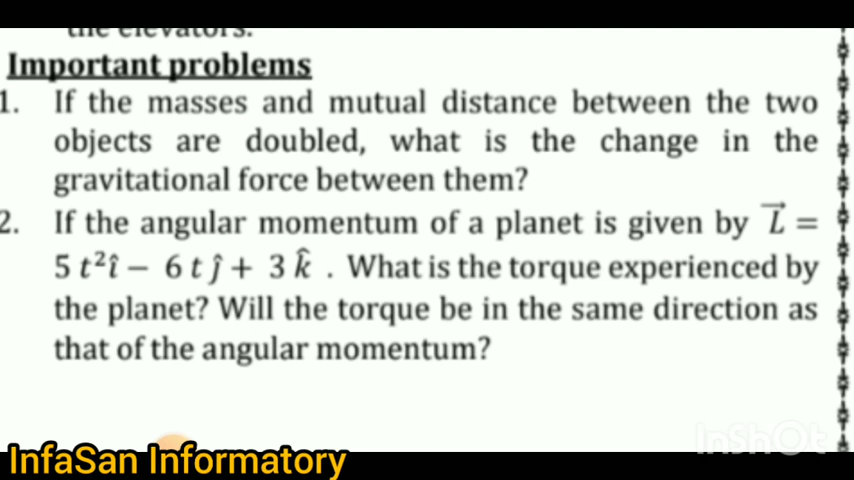 the elevators.
Important problems
1. If the masses and mutual distance between the two
objects are doubled, what is the change in the
gravitational force between them?
2. If the angular momentum of a planet is given by L⃗ =
5 t² î – 6 t ĵ + 3 k̂ . What is the torque experienced by
the planet? Will the torque be in the same direction as
that of the angular momentum?
InShOt
InfaSan Informatory